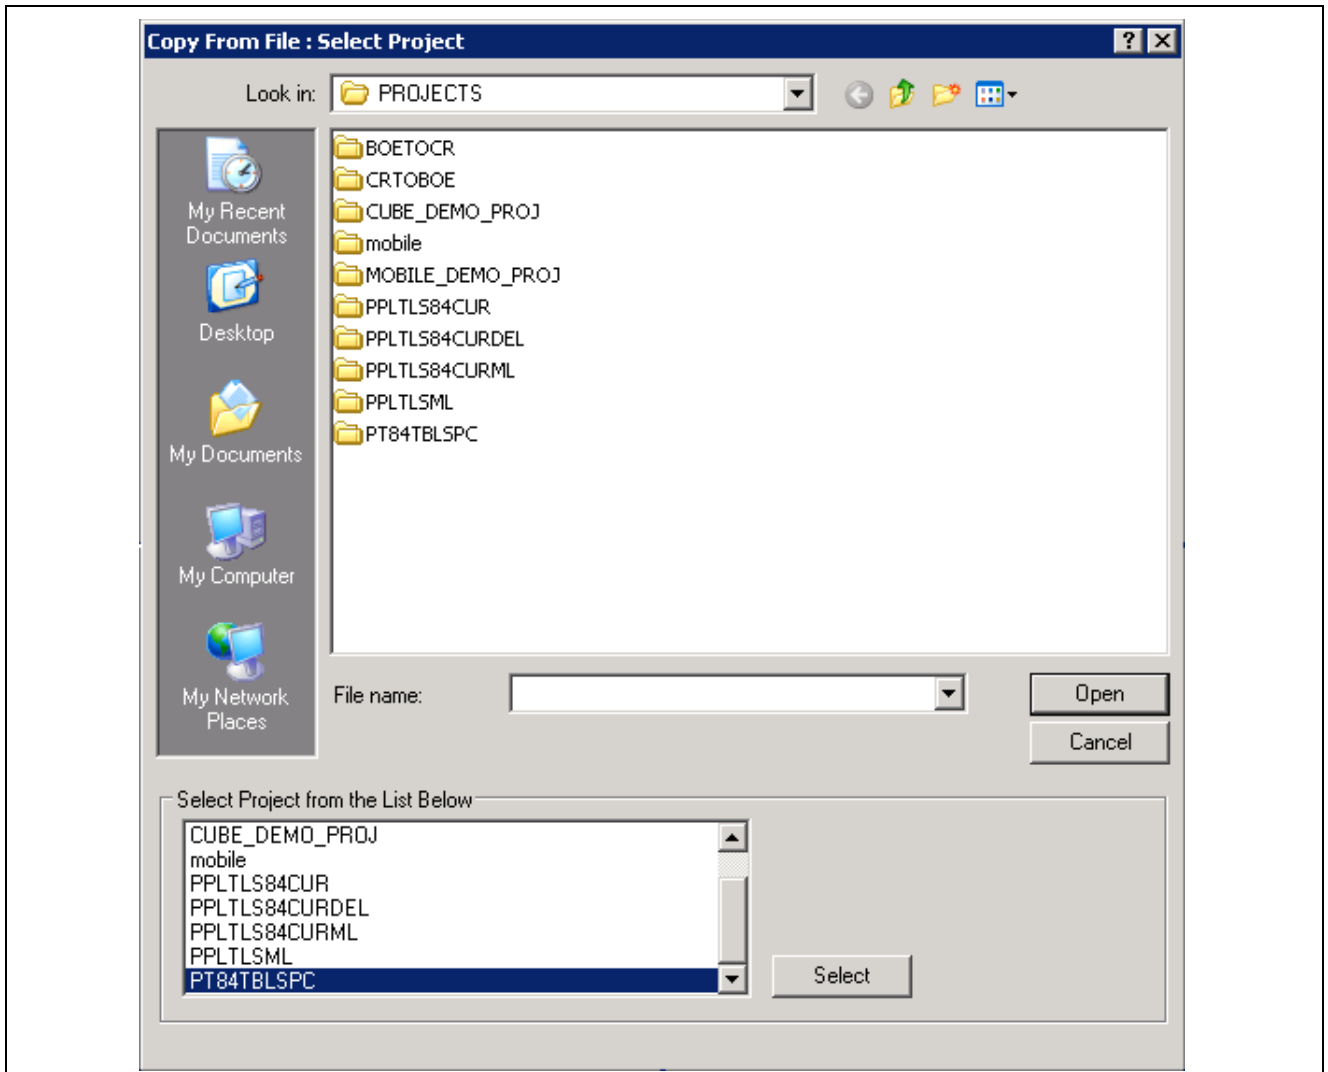 Copy From File : Select Project
Look in:
PROJECTS
My Recent
Documents
Desktop
My Documents
My Computer
My Network
Places
BOETOCR
CRTOBOE
CUBE_DEMO_PROJ
mobile
MOBILE_DEMO_PROJ
PPLTLS84CUR
PPLTLS84CURDEL
PPLTLS84CURML
PPLTLSML
PT84TBLSPC
File name:
Open
Cancel
Select Project from the List Below
CUBE_DEMO_PROJ
mobile
PPLTLS84CUR
PPLTLS84CURDEL
PPLTLS84CURML
PPLTLSML
PT84TBLSPC
Select